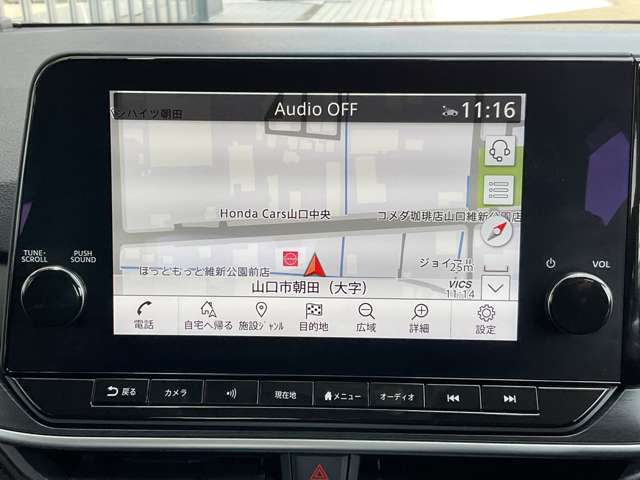 Audio OFF
11:16
ンハイツ朝田
Honda Cars山口中央
コメダ珈琲店山口維新公園店
TUNE・SCROLL
PUSH SOUND
VOL
ほっともっと維新公園前店
ジョイフル
25m
山口市朝田（大字）
VICS
11:14
電話
自宅へ帰る
施設ｼﾞｬﾝﾙ
目的地
広域
詳細
設定
戻る
カメラ
現在地
メニュー
オーディオ